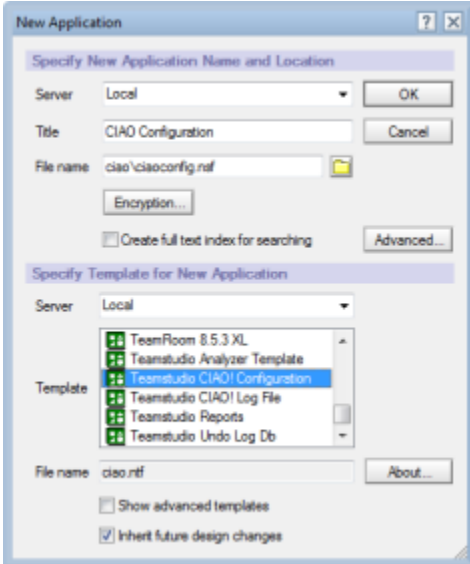 New Application
Specify New Application Name and Location
Server Local OK
Title CIAO Configuration Cancel
File name ciao\ciaoconfig.nsf
Encryption...
Create full text index for searching Advanced...
Specify Template for New Application
Server Local
TeamRoom 8.5.3 XL
Teamstudio Analyzer Template
Template Teamstudio CIAO! Configuration
Teamstudio CIAO! Log File
Teamstudio Reports
Teamstudio Undo Log Db
File name ciao.ntf About...
Show advanced templates
Inherit future design changes